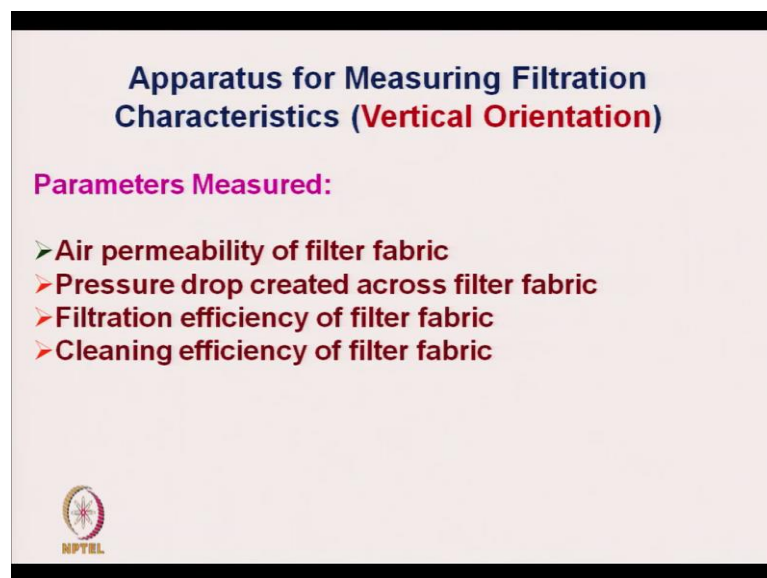 Apparatus for Measuring Filtration
Characteristics (Vertical Orientation)
Parameters Measured:
➢Air permeability of filter fabric
➢Pressure drop created across filter fabric
➢Filtration efficiency of filter fabric
➢Cleaning efficiency of filter fabric
NPTEL